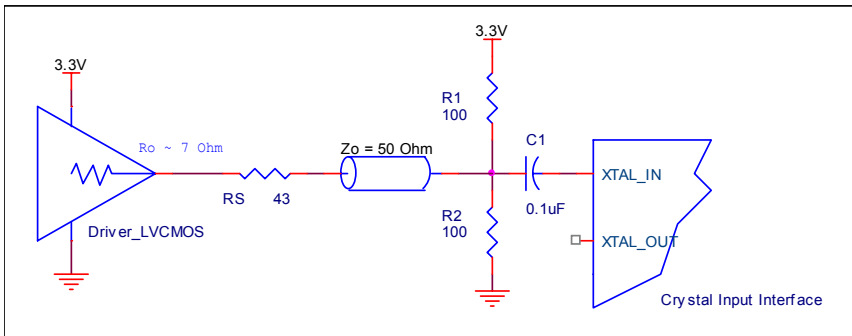 3.3V
3.3V
R1
100
Ro ~ 7 Ohm
Zo = 50 Ohm
C1
XTAL_IN
RS 43
0.1uF
R2
100
Driver_LVCMOS
XTAL_OUT
Crystal Input Interface